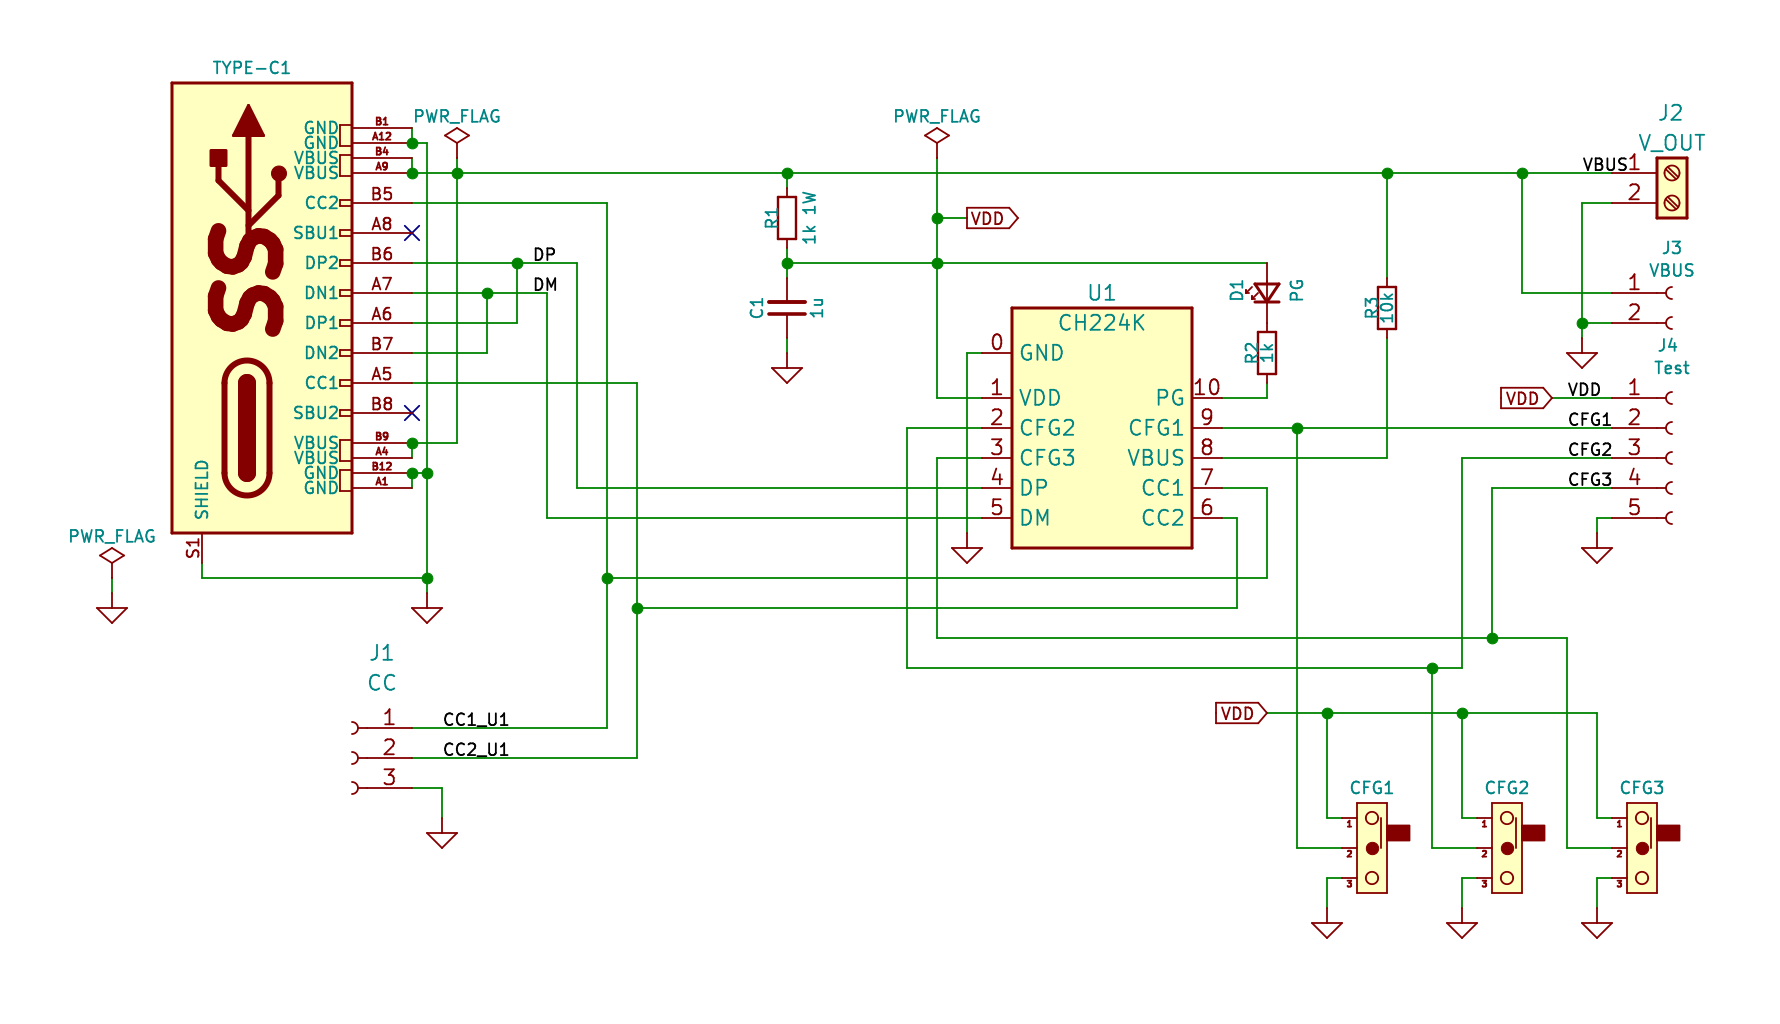 TYPE-C1
GND B1
GND A12
VBUS B4
VBUS A9
CC2 B5
SBU1 A8
DP2 B6
DN1 A7
DP1 A6
DN2 B7
CC1 A5
SBU2 B8
VBUS B9
VBUS A4
GND B12
GND A1
SHIELD
S1
PWR_FLAG
PWR_FLAG
PWR_FLAG
DP
DM
J1
CC
1 CC1_U1
2 CC2_U1
3
R1
1k 1W
C1
1u
VDD
U1
CH224K
0 GND
1 VDD
2 CFG2
3 CFG3
4 DP
5 DM
PG 10
CFG1 9
VBUS 8
CC1 7
CC2 6
D1
PG
R2
1k
R3
10k
J2
V_OUT
VBUS 1
2
J3
VBUS
1
2
J4
Test
VDD VDD 1
CFG1 2
CFG2 3
CFG3 4
5
VDD
CFG1
1
2
3
CFG2
1
2
3
CFG3
1
2
3